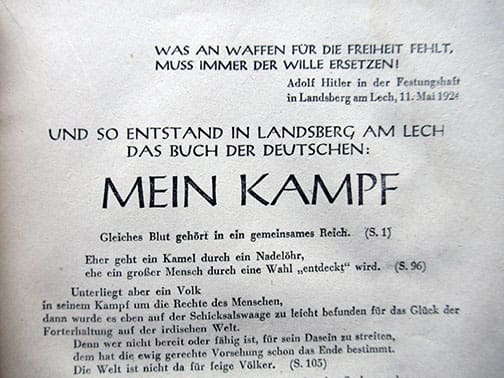 WAS AN WAFFEN FÜR DIE FREIHEIT FEHLT,
MUSS IMMER DER WILLE ERSETZEN!
Adolf Hitler in der Festungshaft
in Landsberg am Lech, 11. Mai 1924
UND SO ENTSTAND IN LANDSBERG AM LECH
DAS BUCH DER DEUTSCHEN:
MEIN KAMPF
Gleiches Blut gehört in ein gemeinsames Reich. (S. 1)
Eher geht ein Kamel durch ein Nadelöhr,
ehe ein großer Mensch durch eine Wahl „entdeckt" wird. (S. 96)
Unterliegt aber ein Volk
in seinem Kampf um die Rechte des Menschen,
dann wurde es eben auf der Schicksalswaage zu leicht befunden für das Glück der
Forterhaltung auf der irdischen Welt.
Denn wer nicht bereit oder fähig ist, für sein Dasein zu streiten,
dem hat die ewig gerechte Vorsehung schon das Ende bestimmt.
Die Welt ist nicht da für feige Völker. (S. 105)